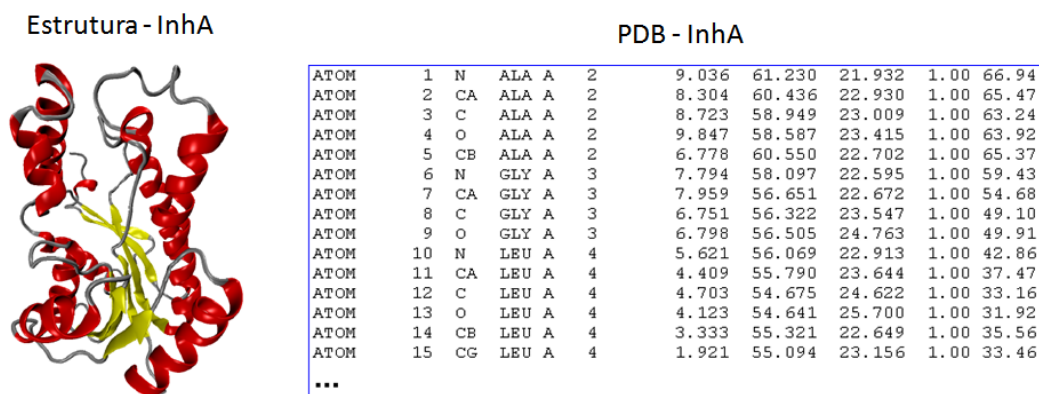 Estrutura - InhA
PDB - InhA
ATOM 1 N ALA A 2 9.036 61.230 21.932 1.00 66.94
ATOM 2 CA ALA A 2 8.304 60.436 22.930 1.00 65.47
ATOM 3 C ALA A 2 8.723 58.949 23.009 1.00 63.24
ATOM 4 O ALA A 2 9.847 58.587 23.415 1.00 63.92
ATOM 5 CB ALA A 2 6.778 60.550 22.702 1.00 65.37
ATOM 6 N GLY A 3 7.794 58.097 22.595 1.00 59.43
ATOM 7 CA GLY A 3 7.959 56.651 22.672 1.00 54.68
ATOM 8 C GLY A 3 6.751 56.322 23.547 1.00 49.10
ATOM 9 O GLY A 3 6.798 56.505 24.763 1.00 49.91
ATOM 10 N LEU A 4 5.621 56.069 22.913 1.00 42.86
ATOM 11 CA LEU A 4 4.409 55.790 23.644 1.00 37.47
ATOM 12 C LEU A 4 4.703 54.675 24.622 1.00 33.16
ATOM 13 O LEU A 4 4.123 54.641 25.700 1.00 31.92
ATOM 14 CB LEU A 4 3.333 55.321 22.649 1.00 35.56
ATOM 15 CG LEU A 4 1.921 55.094 23.156 1.00 33.46
...